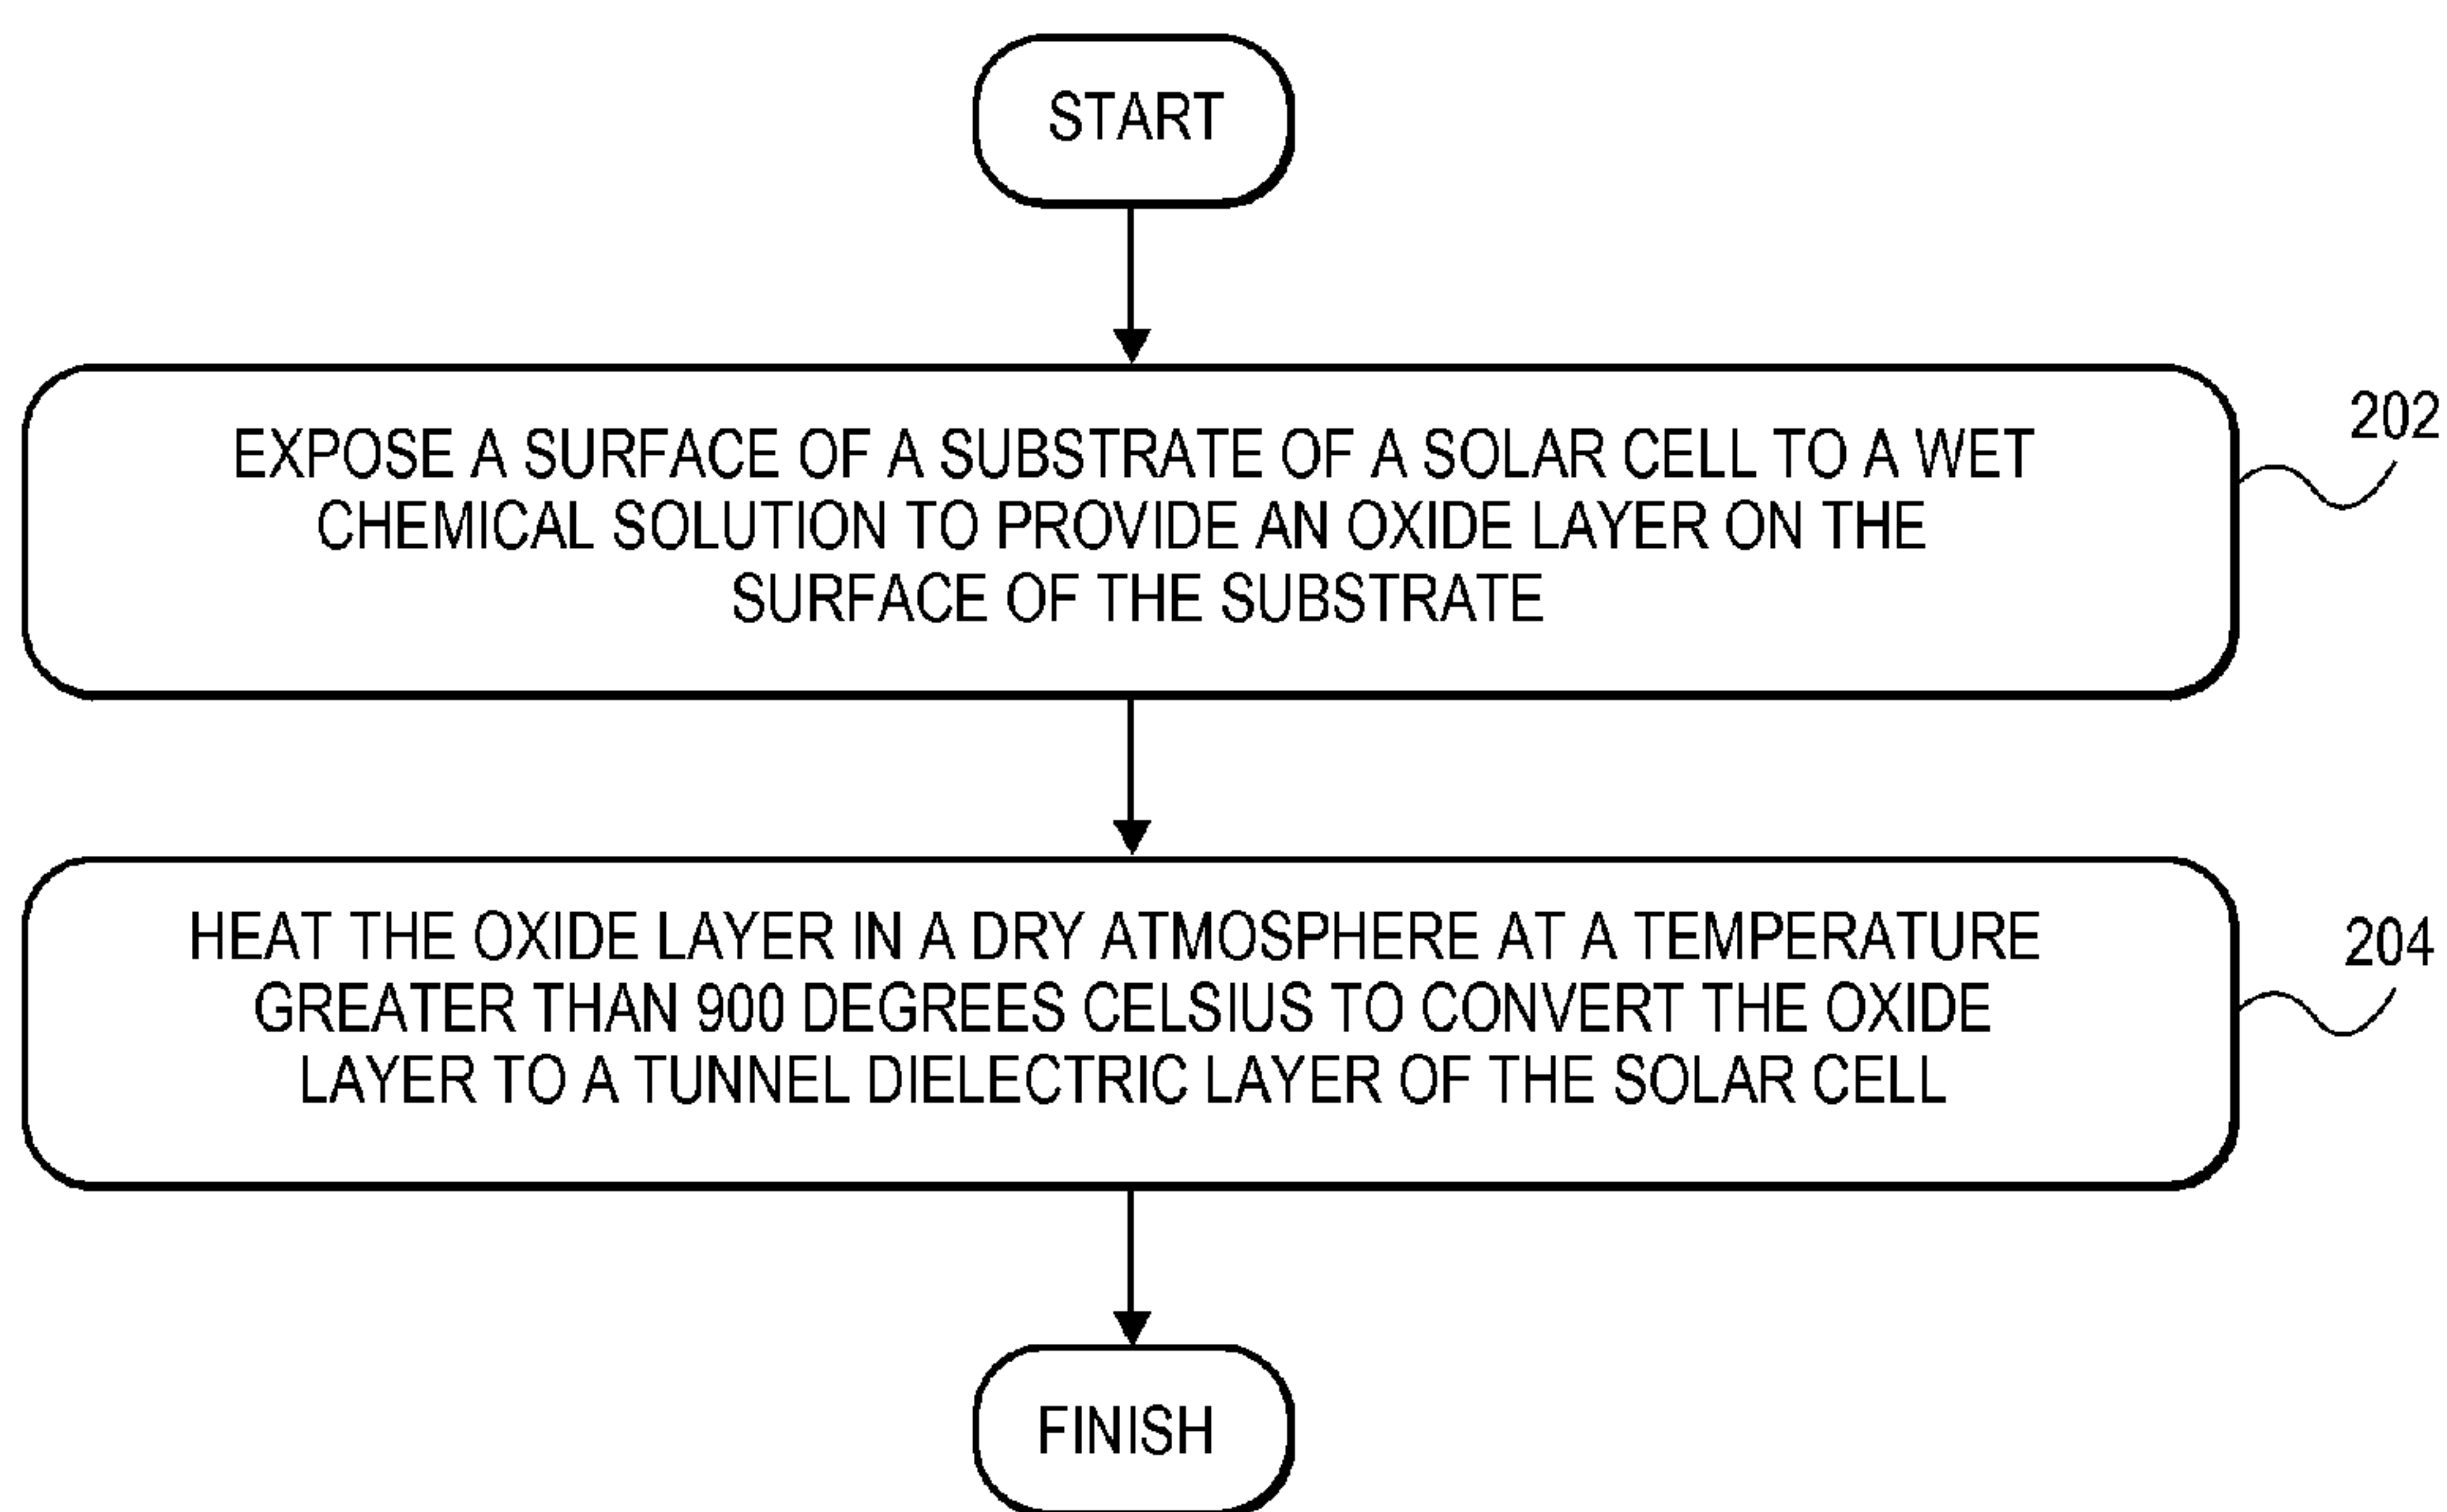 START
EXPOSE A SURFACE OF A SUBSTRATE OF A SOLAR CELL TO A WET
CHEMICAL SOLUTION TO PROVIDE AN OXIDE LAYER ON THE
SURFACE OF THE SUBSTRATE
202
HEAT THE OXIDE LAYER IN A DRY ATMOSPHERE AT A TEMPERATURE
GREATER THAN 900 DEGREES CELSIUS TO CONVERT THE OXIDE
LAYER TO A TUNNEL DIELECTRIC LAYER OF THE SOLAR CELL
204
FINISH